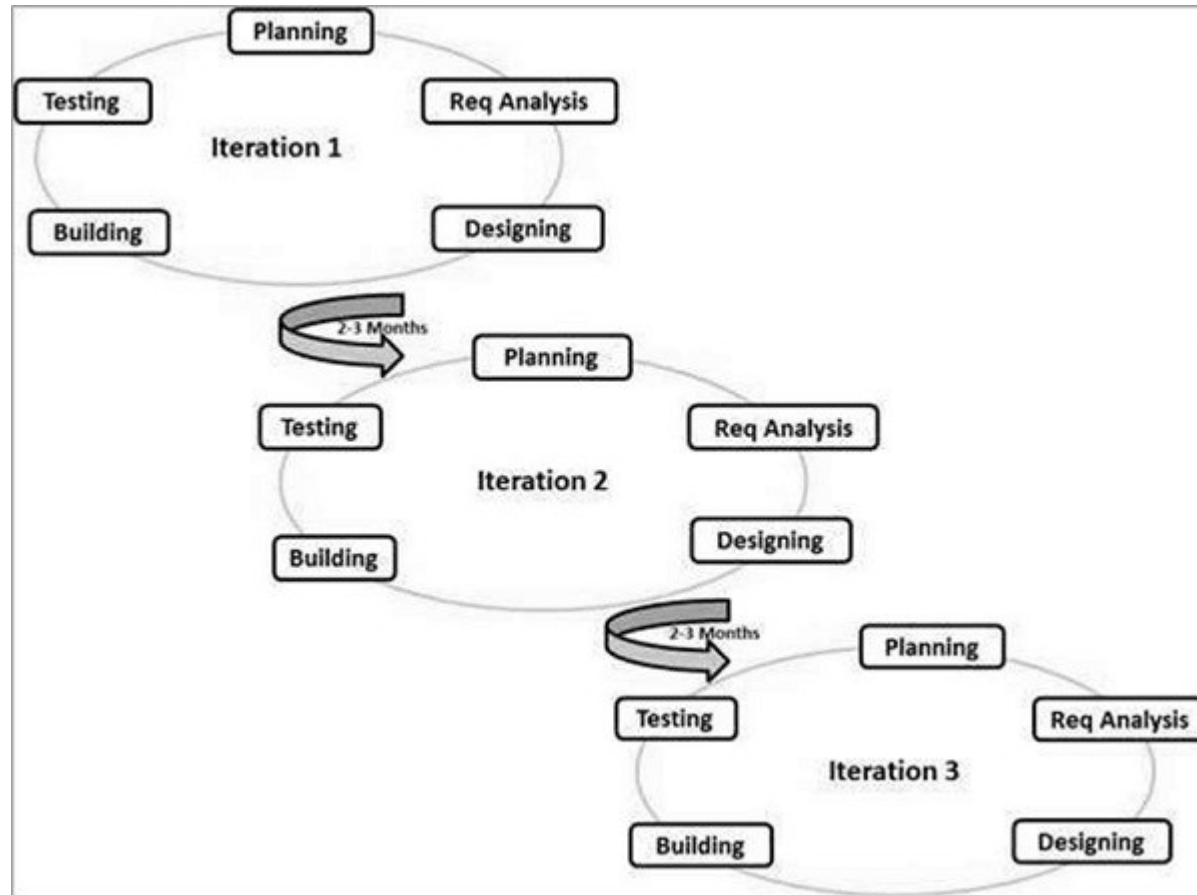 Planning
Testing
Req Analysis
Iteration 1
Building
Designing
2-3 Months
Planning
Testing
Req Analysis
Iteration 2
Building
Designing
2-3 Months
Planning
Testing
Req Analysis
Iteration 3
Building
Designing